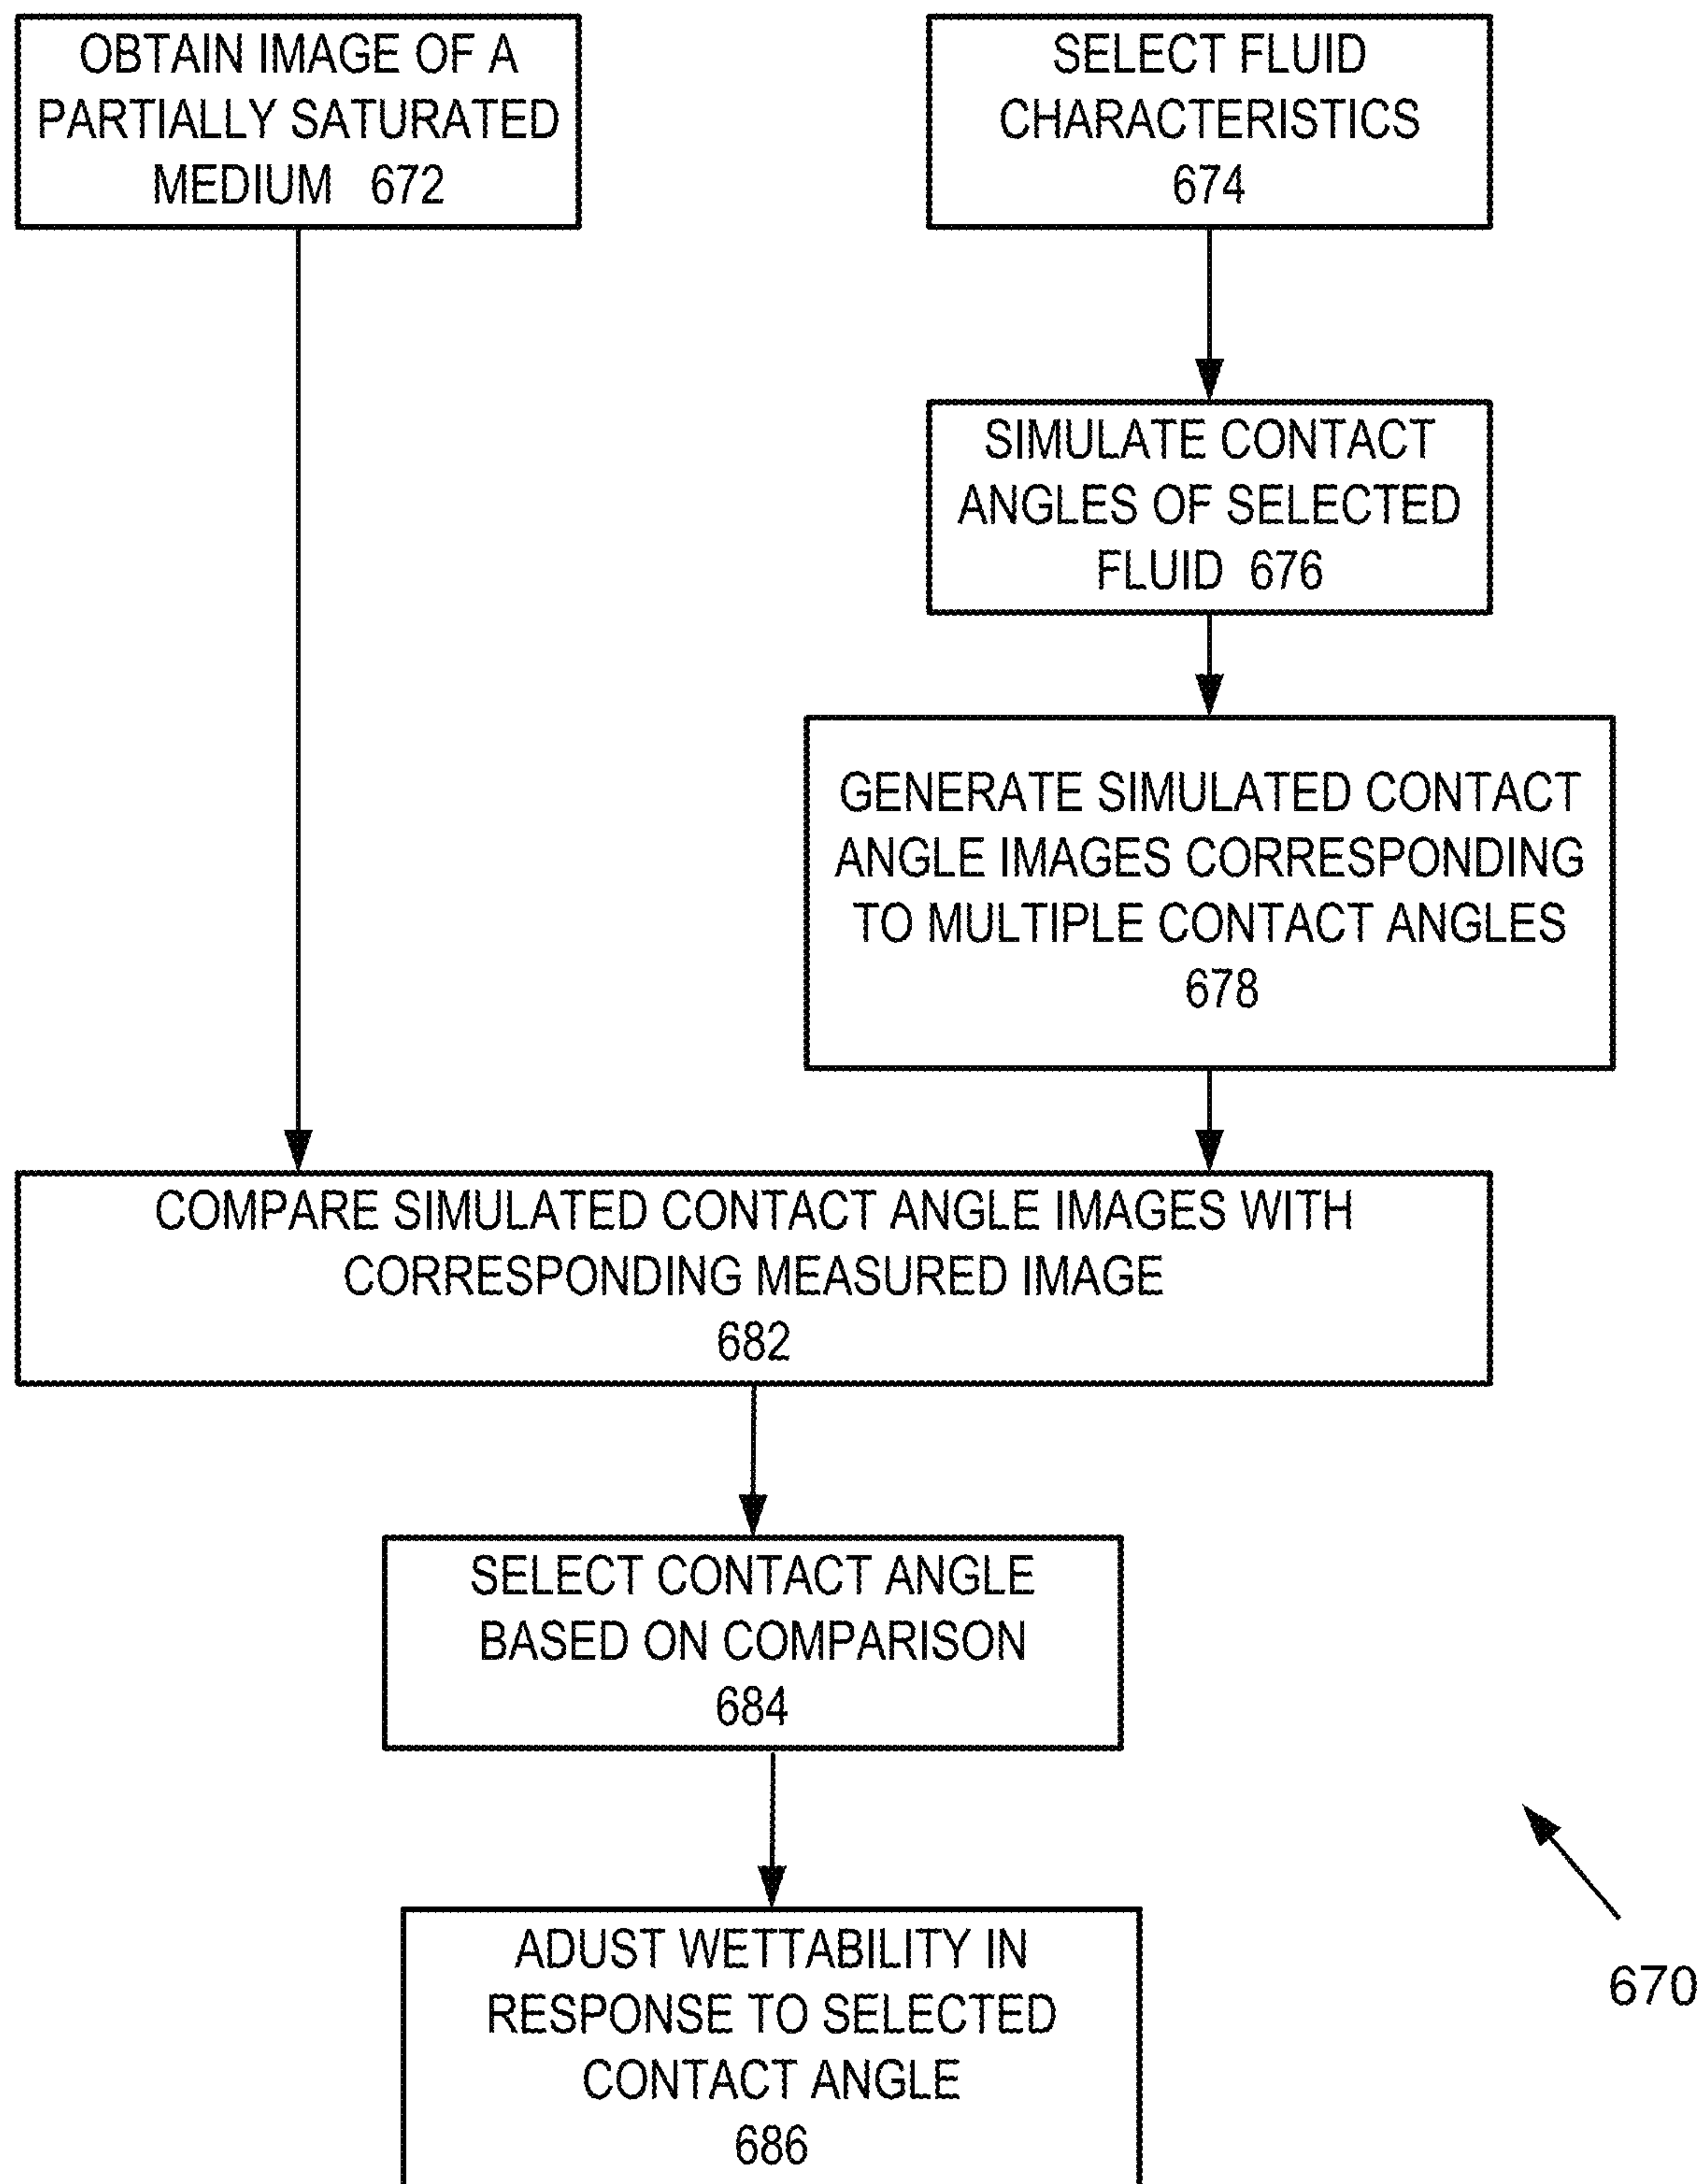 OBTAIN IMAGE OF A
PARTIALLY SATURATED
MEDIUM 672
SELECT FLUID
CHARACTERISTICS
674
SIMULATE CONTACT
ANGLES OF SELECTED
FLUID 676
GENERATE SIMULATED CONTACT
ANGLE IMAGES CORRESPONDING
TO MULTIPLE CONTACT ANGLES
678
COMPARE SIMULATED CONTACT ANGLE IMAGES WITH
CORRESPONDING MEASURED IMAGE
682
SELECT CONTACT ANGLE
BASED ON COMPARISON
684
ADUST WETTABILITY IN
RESPONSE TO SELECTED
CONTACT ANGLE
686
670